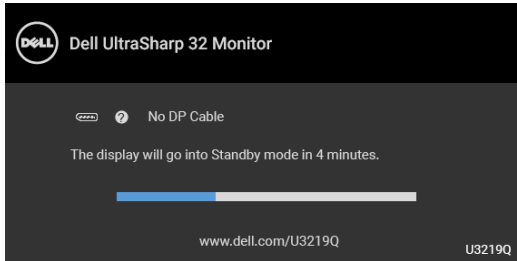 DELL Dell UltraSharp 32 Monitor
? No DP Cable
The display will go into Standby mode in 4 minutes.
www.dell.com/U3219Q
U3219Q